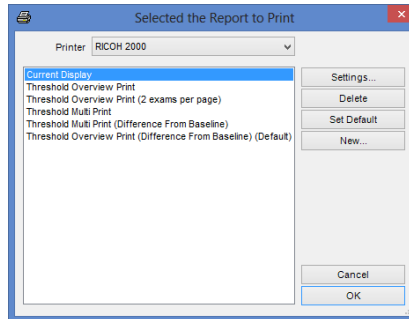 Selected the Report to Print
Printer RICOH 2000
Current Display
Threshold Overview Print
Threshold Overview Print (2 exams per page)
Threshold Multi Print
Threshold Multi Print (Difference From Baseline)
Threshold Overview Print (Difference From Baseline) (Default)
Settings...
Delete
Set Default
New...
Cancel
OK